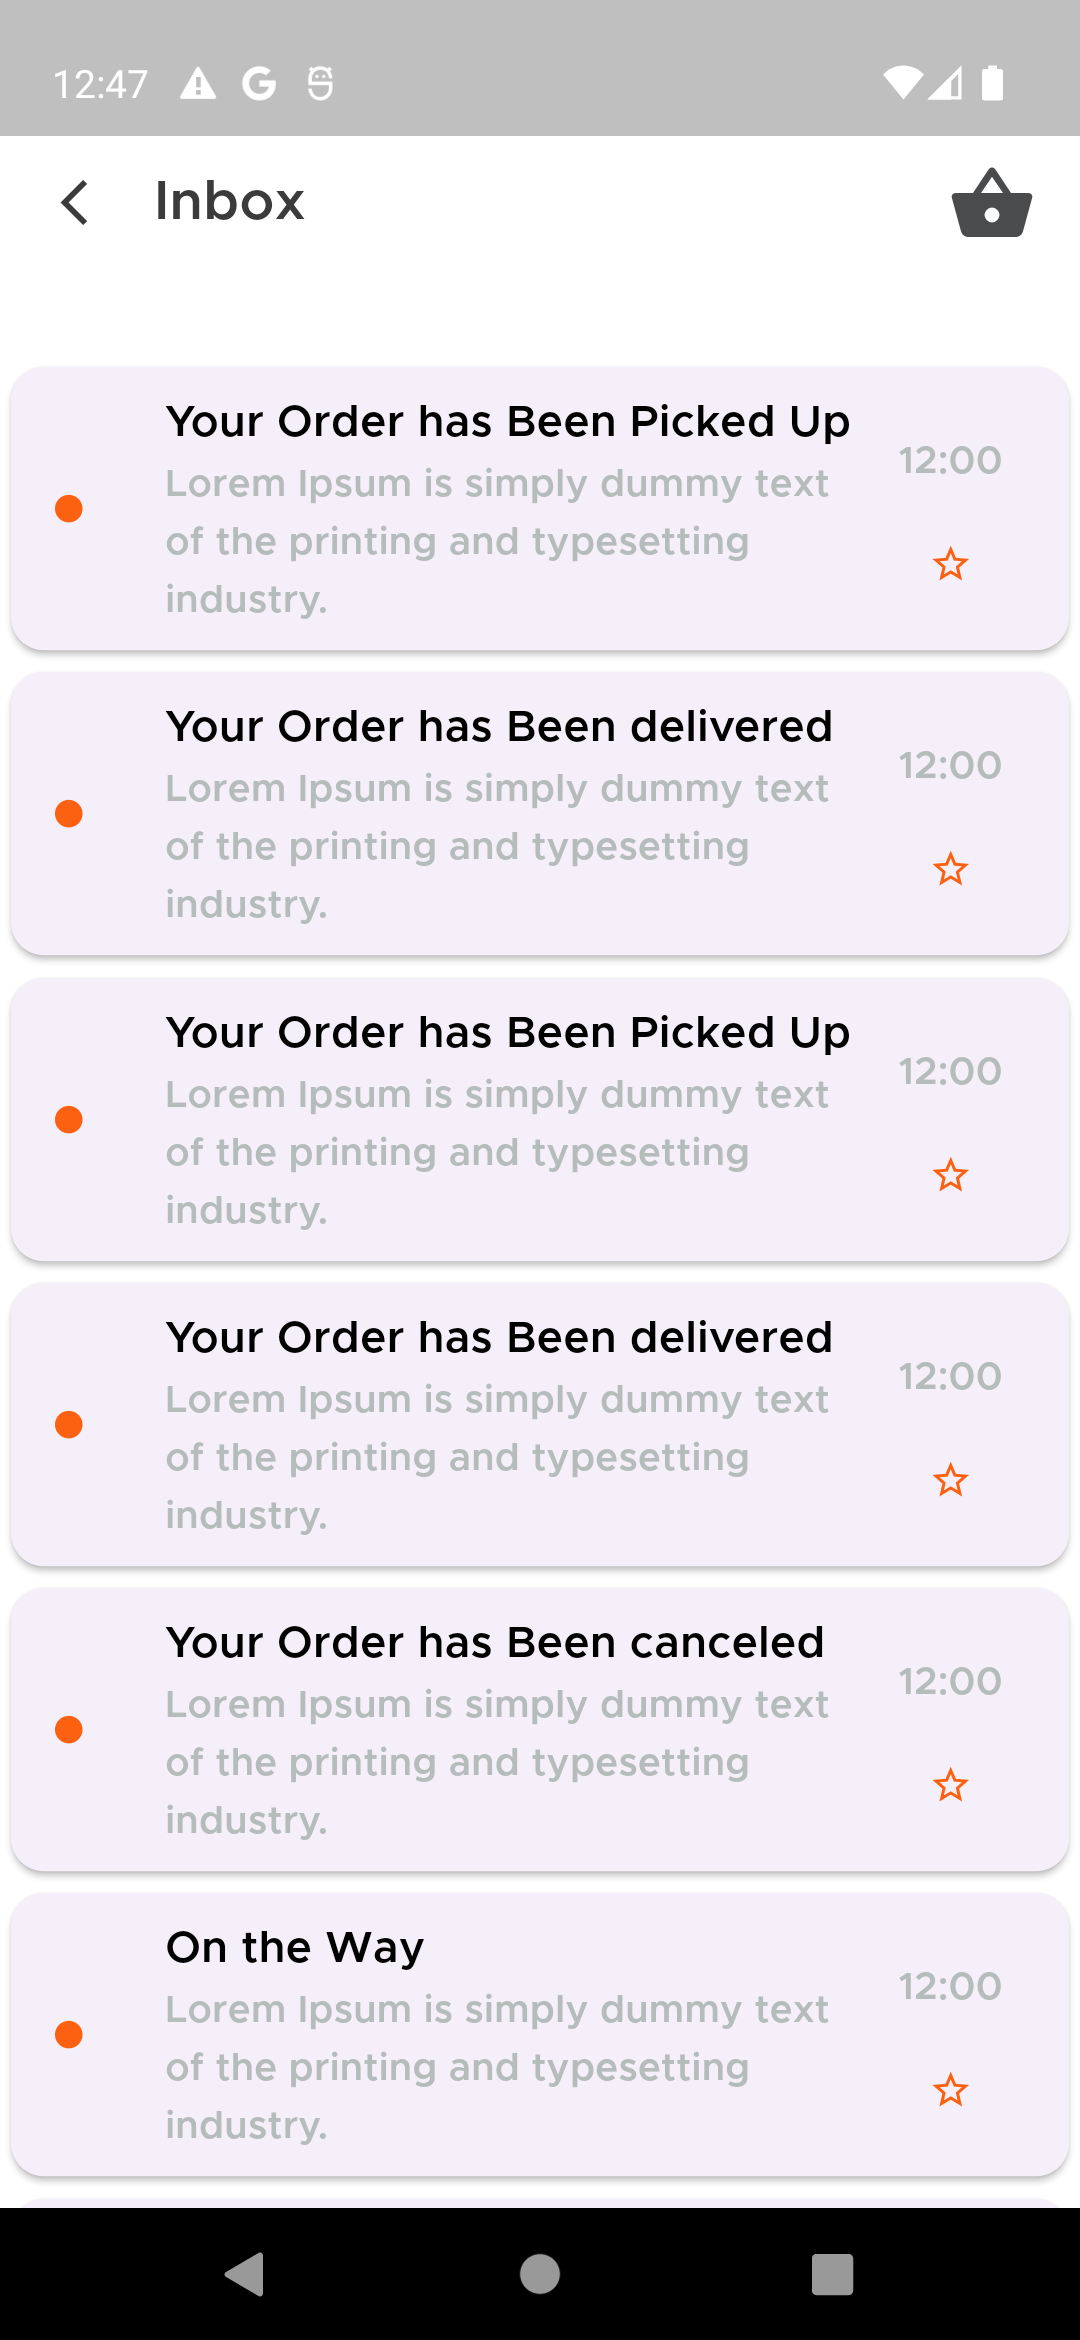 12:47
Inbox
Your Order has Been Picked Up
12:00
Lorem Ipsum is simply dummy text
of the printing and typesetting
industry.
Your Order has Been delivered
12:00
Lorem Ipsum is simply dummy text
of the printing and typesetting
industry.
Your Order has Been Picked Up
12:00
Lorem Ipsum is simply dummy text
of the printing and typesetting
industry.
Your Order has Been delivered
12:00
Lorem Ipsum is simply dummy text
of the printing and typesetting
industry.
Your Order has Been canceled
12:00
Lorem Ipsum is simply dummy text
of the printing and typesetting
industry.
On the Way
12:00
Lorem Ipsum is simply dummy text
of the printing and typesetting
industry.